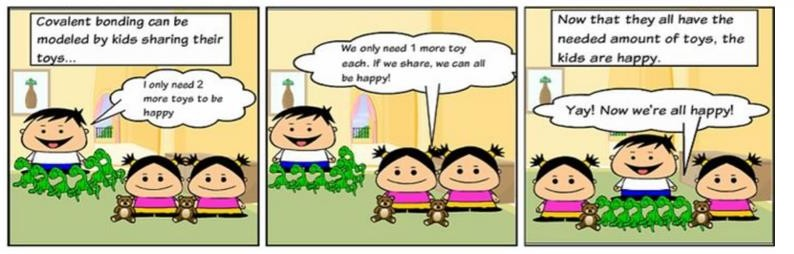 Covalent bonding can be
modeled by kids sharing their
toys...
I only need 2
more toys to be
happy
We only need 1 more toy
each. If we share, we can all
be happy!
Now that they all have the
needed amount of toys, the
kids are happy.
Yay! Now we're all happy!